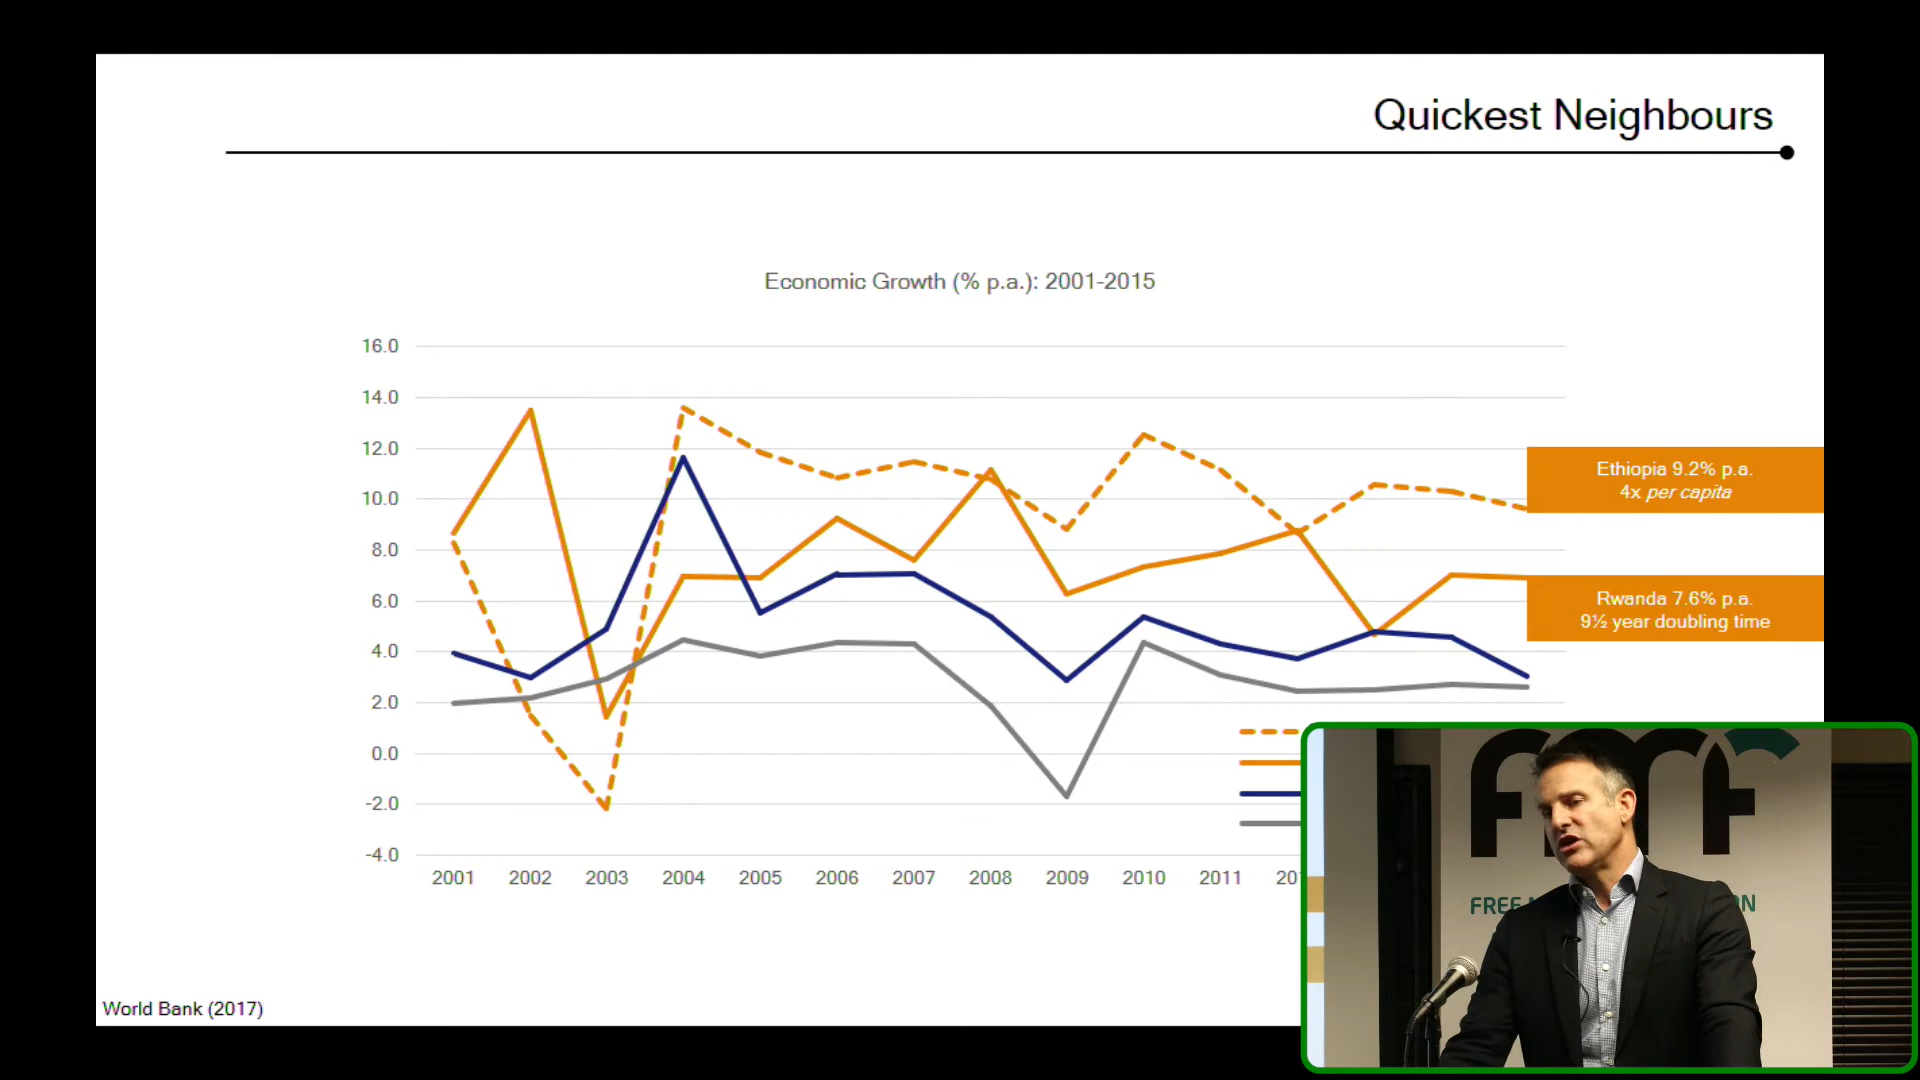 Quickest Neighbours
Economic Growth (% p.a.): 2001-2015
16.0
14.0
12.0
10.0
8.0
6.0
4.0
2.0
0.0
-2.0
-4.0
2001 2002 2003 2004 2005 2006 2007 2008 2009 2010 2011
Ethiopia 9.2% p.a.
4x per capita
Rwanda 7.6% p.a.
9½ year doubling time
World Bank (2017)
FREE